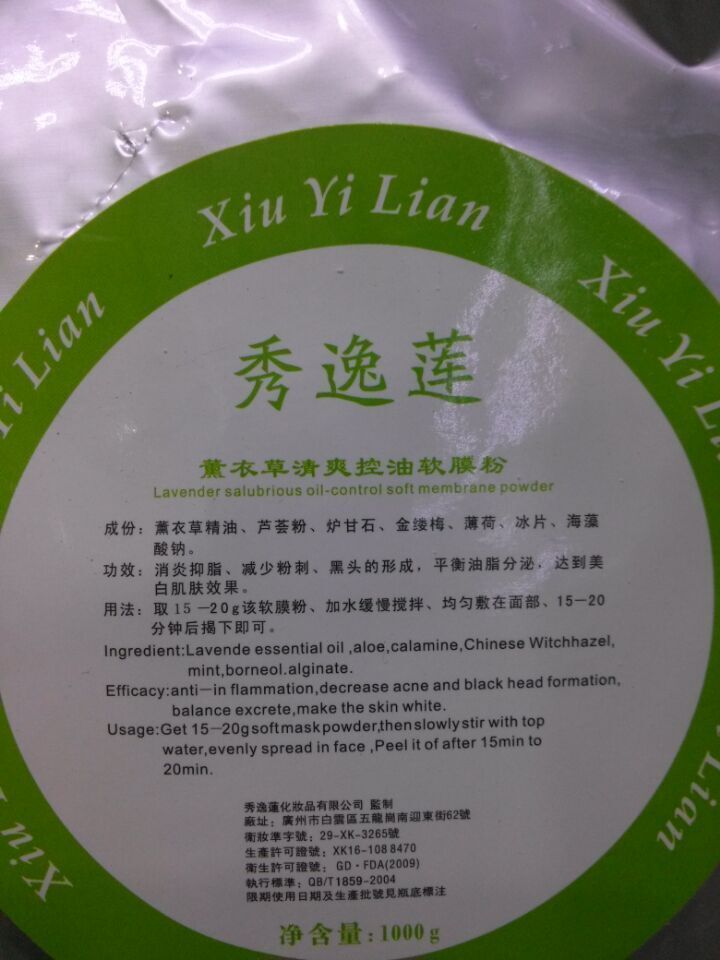 Xiu Yi Lian
Xiu Yi Li
Yi Lian
秀逸莲
薰衣草清爽控油软膜粉
Lavender salubrious oil-control soft membrane powder
成份：薰衣草精油、芦荟粉、炉甘石、金缕梅、薄荷、冰片、海藻
酸钠。
功效：消炎抑脂、减少粉刺、黑头的形成，平衡油脂分泌，达到美
白肌肤效果。
用法：取15—20g该软膜粉、加水缓慢搅拌、均匀敷在面部、15—20
分钟后揭下即可。
Ingredient:Lavende essential oil ,aloe,calamine,Chinese Witchhazel,
mint,borneol.alginate.
Efficacy:anti—in flammation,decrease acne and black head formation,
balance excrete,make the skin white.
Usage:Get 15—20gsoftmaskpowder,thenslowlystir with top
water,evenly spread in face ,Peel it of after 15min to
20min.
秀逸蓮化妝品有限公司 監制
廠址：廣州市白雲區五龍崗南迎東街62號
衛妝準字號：29-XK-3265號
生產許可證號：XK16-108 8470
衛生許可證號：GD·FDA(2009)
執行標準：QB/T1859-2004
限期使用日期及生產批號見瓶底標注
净含量:1000g
Xiu
Lian